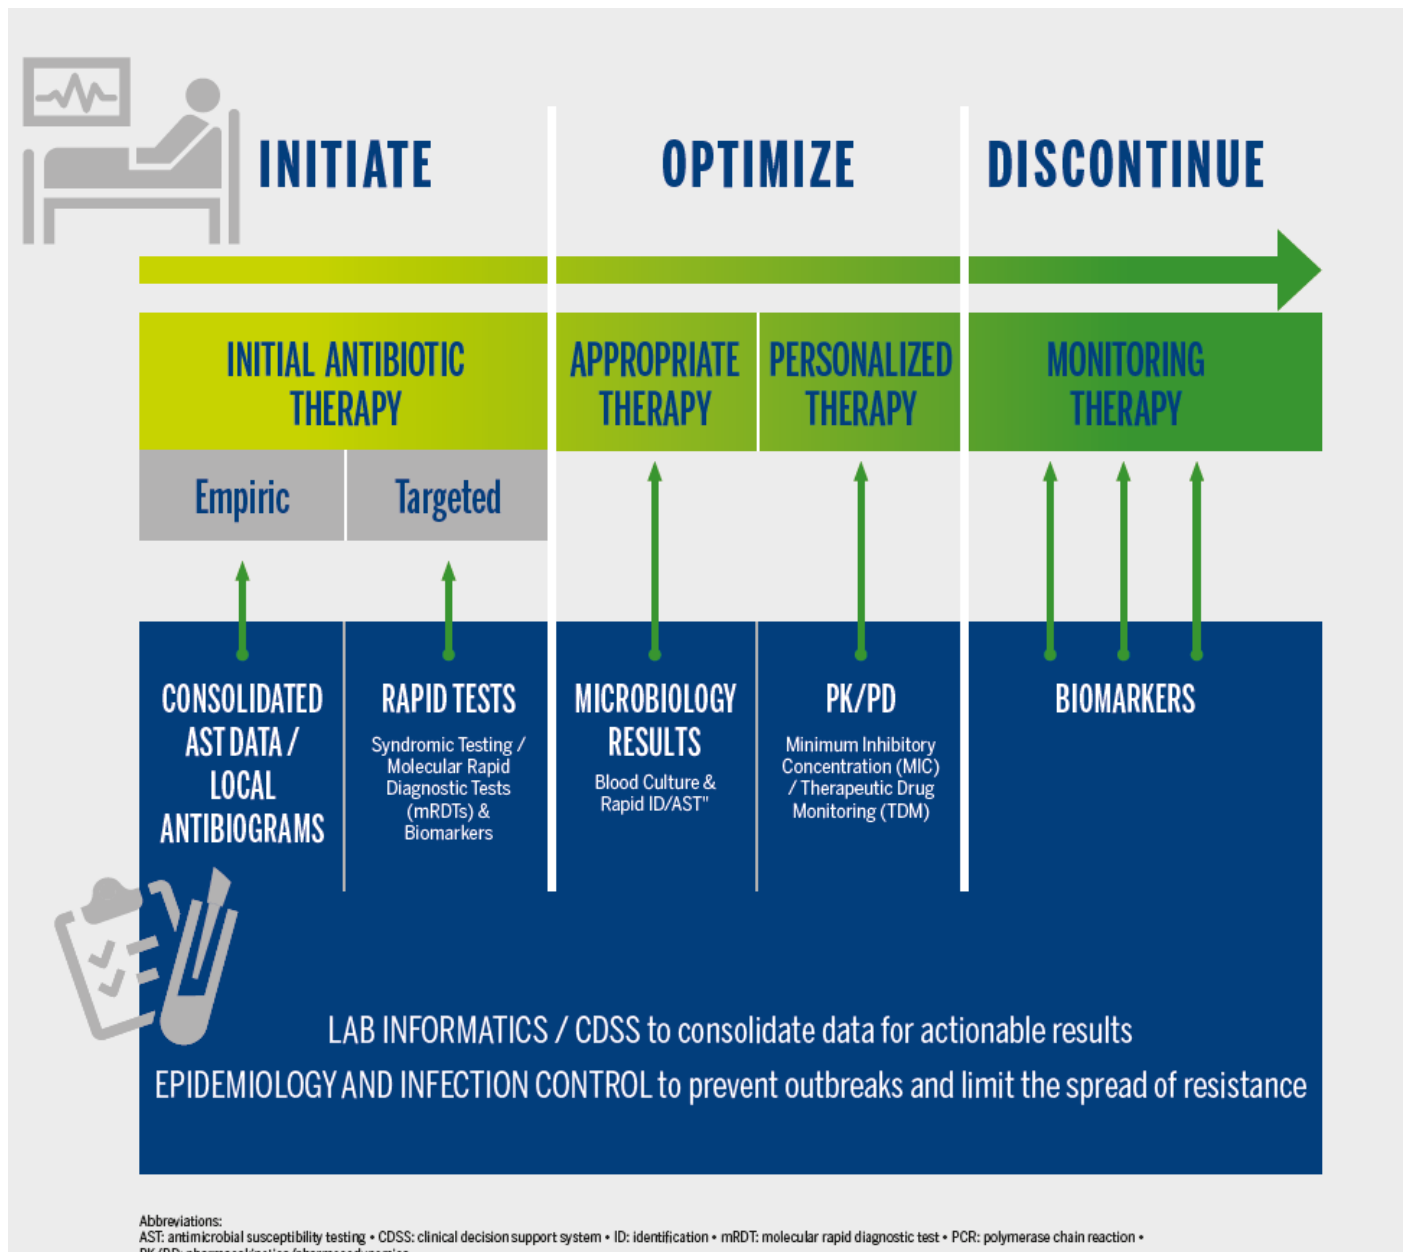 INITIATE
OPTIMIZE
DISCONTINUE
INITIAL ANTIBIOTIC
THERAPY
APPROPRIATE
THERAPY
PERSONALIZED
THERAPY
MONITORING
THERAPY
Empiric
Targeted
CONSOLIDATED
AST DATA /
LOCAL
ANTIBIOGRAMS
RAPID TESTS
Syndromic Testing /
Molecular Rapid
Diagnostic Tests
(mRDTs) &
Biomarkers
MICROBIOLOGY
RESULTS
Blood Culture &
Rapid ID/AST"
PK/PD
Minimum Inhibitory
Concentration (MIC)
/ Therapeutic Drug
Monitoring (TDM)
BIOMARKERS
LAB INFORMATICS / CDSS to consolidate data for actionable results
EPIDEMIOLOGY AND INFECTION CONTROL to prevent outbreaks and limit the spread of resistance
Abbreviations:
AST: antimicrobial susceptibility testing • CDSS: clinical decision support system • ID: identification • mRDT: molecular rapid diagnostic test • PCR: polymerase chain reaction •